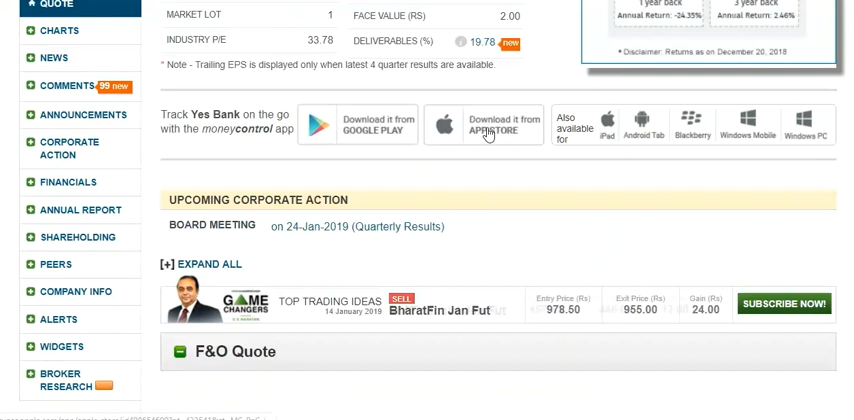 QUOTE
CHARTS
NEWS
COMMENTS 99 new
ANNOUNCEMENTS
CORPORATE
ACTION
FINANCIALS
ANNUAL REPORT
SHAREHOLDING
PEERS
COMPANY INFO
ALERTS
WIDGETS
BROKER
RESEARCH
MARKET LOT 1
INDUSTRY P/E 33.78
FACE VALUE (RS) 2.00
DELIVERABLES (%) 19.78 new
* Note - Trailing EPS is displayed only when latest 4 quarter results are available.
1 year back
Annual Return: -24.35%
3 year back
Annual Return: 2.46%
* Disclaimer: Returns as on December 20, 2018
Track Yes Bank on the go
with the moneycontrol app
Download it from
GOOGLE PLAY
Download it from
APP STORE
Also
available
for
iPad
Android Tab
Blackberry
Windows Mobile
Windows PC
UPCOMING CORPORATE ACTION
BOARD MEETING on 24-Jan-2019 (Quarterly Results)
[+] EXPAND ALL
GAME
CHANGERS
TOP TRADING IDEAS
14 January 2019
SELL
BharatFin Jan Fut
Entry Price (Rs)
978.50
Exit Price (Rs)
955.00
Gain (Rs)
24.00
SUBSCRIBE NOW!
F&O Quote